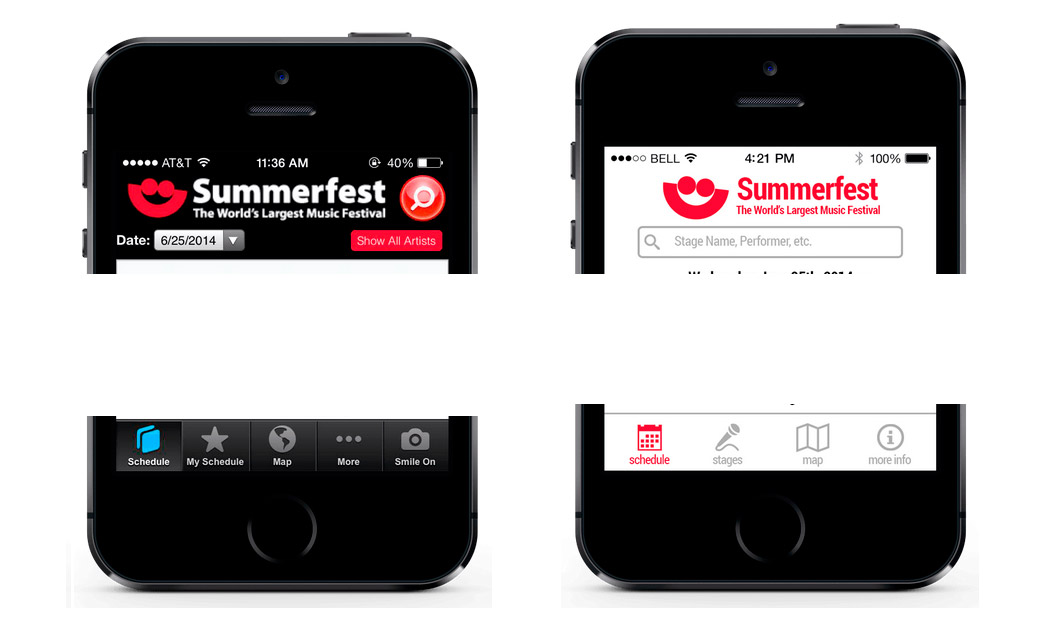 AT&T 11:36 AM 40%
Summerfest
The World's Largest Music Festival
Date: 6/25/2014 Show All Artists
Schedule My Schedule Map More Smile On
BELL 4:21 PM 100%
Summerfest
The World's Largest Music Festival
Stage Name, Performer, etc.
schedule stages map more info